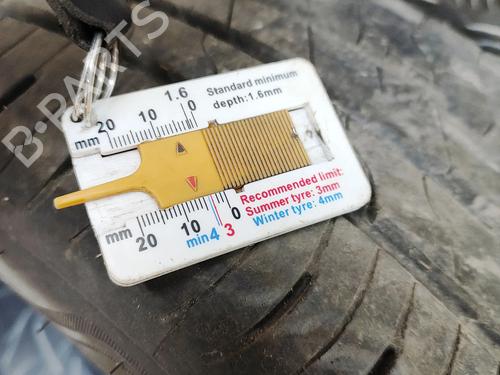 B-PARTS
Standard minimum
depth:1.6mm
1.6
mm 20 10 0
Recommended limit:
Summer tyre: 3mm
Winter tyre: 4mm
mm 20 10 0
min 4 3